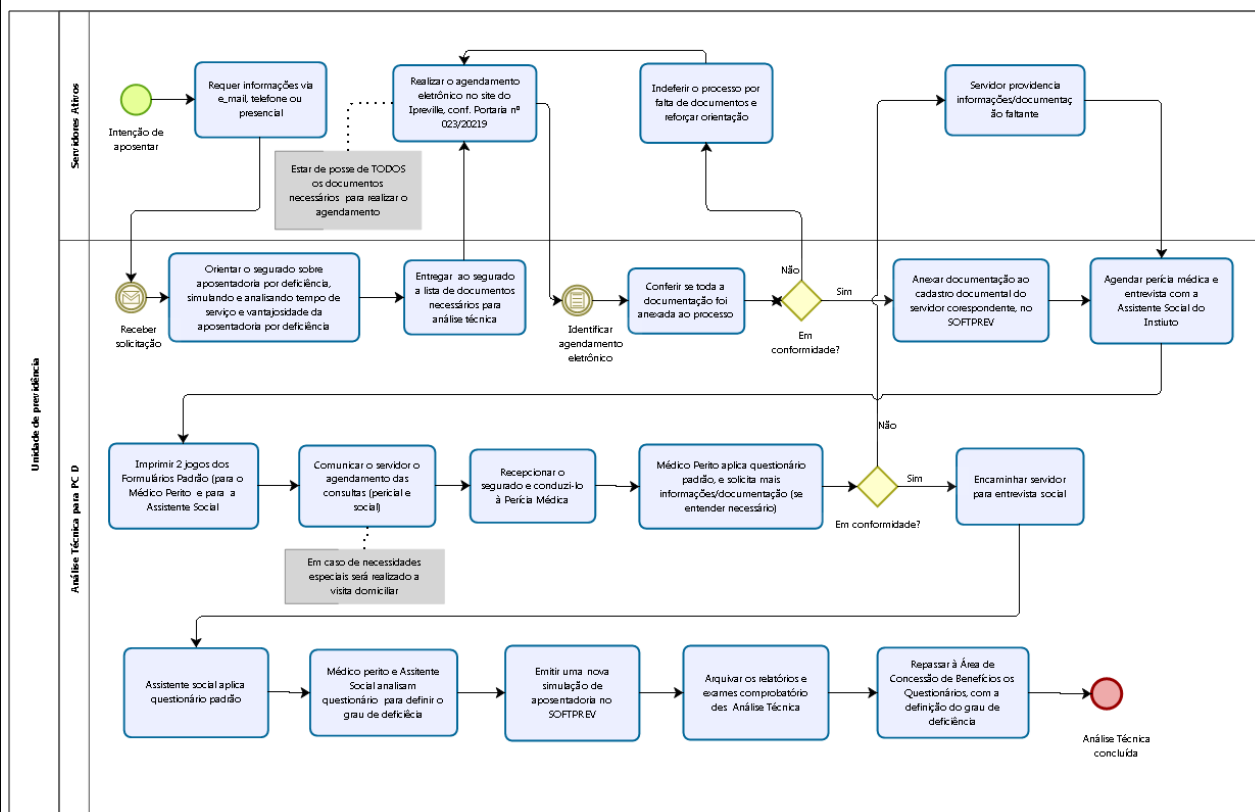 Unidade de previdência
Servidores Ativos
Intenção de
aposentar
Requer informações via
e_mail, telefone ou
presencial
Realizar o agendamento
eletrônico no site do
Ipreville, conf. Portaria nº
023/20219
Estar de posse de TODOS
os documentos
necessários para realizar o
agendamento
Indeferir o processo por
falta de documentos e
reforçar orientação
Servidor providencia
informações/documentaç
ão faltante
Análise Técnica para PC D
Receber
solicitação
Orientar o segurado sobre
aposentadoria por deficiência,
simulando e analisando tempo de
serviço e vantajosidade da
aposentadoria por deficiência
Entregar ao segurado
a lista de documentos
necessários para
análise técnica
Identificar
agendamento
eletrônico
Conferir se toda a
documentação foi
anexada ao processo
Não
Sim
Em
conformidade?
Anexar documentação ao
cadastro documental do
servidor corespondente, no
SOFTPREV
Agendar perícia médica e
entrevista com a
Assistente Social do
Instiuto
Imprimir 2 jogos dos
Formulários Padrão (para o
Médico Perito e para a
Assistente Social
Comunicar o servidor o
agendamento das
consultas (pericial e
social)
Em caso de necessidades
especiais será realizado a
visita domiciliar
Recepcionar o
segurado e conduzi-lo
à Perícia Médica
Médico Perito aplica questionário
padrão, e solicita mais
informações/documentação (se
entender necessário)
Não
Sim
Em conformidade?
Encaminhar servidor
para entrevista social
Assistente social aplica
questionário padrão
Médico perito e Assitente
Social analisam
questionário para definir o
grau de deficiêcia
Emitir uma nova
simulação de
aposentadoria no
SOFTPREV
Arquivar os relatórios e
exames comprobatório
des Análise Técnica
Repassar à Área de
Concessão de Benefícios os
Questionários, com a
definição do grau de
deficiência
Análise Técnica
concluída